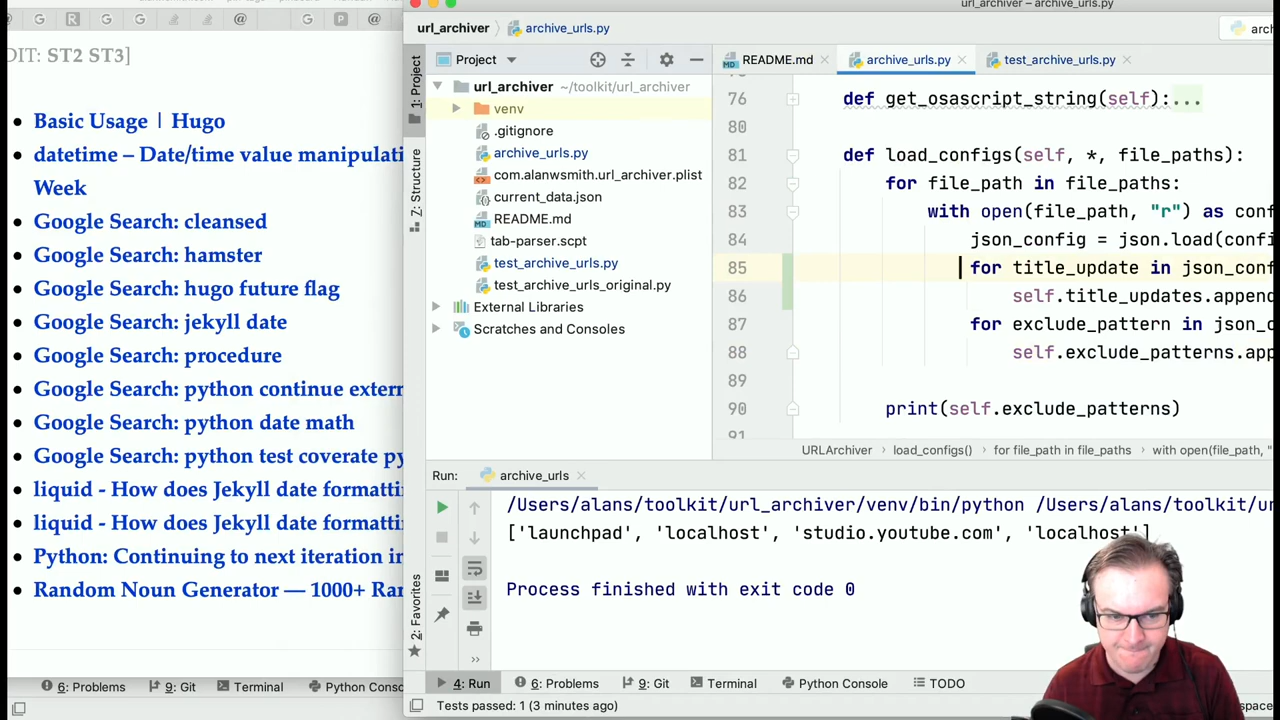 url_archiver – archive_urls.py
url_archiver
archive_urls.py
DIT: ST2 ST3]
Basic Usage | Hugo
datetime – Date/time value manipulati
Week
Google Search: cleansed
Google Search: hamster
Google Search: hugo future flag
Google Search: jekyll date
Google Search: procedure
Google Search: python continue extern
Google Search: python date math
Google Search: python test coverate py
liquid - How does Jekyll date formatti
liquid - How does Jekyll date formatti
Python: Continuing to next iteration in
Random Noun Generator — 1000+ Ran
6: Problems 9: Git Terminal Python Conso
1: Project
Z: Structure
2: Favorites
Project
url_archiver ~/toolkit/url_archiver
venv
.gitignore
archive_urls.py
com.alanwsmith.url_archiver.plist
current_data.json
README.md
tab-parser.scpt
test_archive_urls.py
test_archive_urls_original.py
External Libraries
Scratches and Consoles
README.md archive_urls.py test_archive_urls.py
76 def get_osascript_string(self):...
80
81 def load_configs(self, *, file_paths):
82 for file_path in file_paths:
83 with open(file_path, "r") as conf
84 json_config = json.load(confi
85 for title_update in json_conf
86 self.title_updates.append
87 for exclude_pattern in json_c
88 self.exclude_patterns.app
89
90 print(self.exclude_patterns)
91
URLArchiver load_configs() for file_path in file_paths with open(file_path, "
Run: archive_urls
/Users/alans/toolkit/url_archiver/venv/bin/python /Users/alans/toolkit/ur
['launchpad', 'localhost', 'studio.youtube.com', 'localhost']
Process finished with exit code 0
4: Run 6: Problems 9: Git Terminal Python Console TODO
Tests passed: 1 (3 minutes ago)